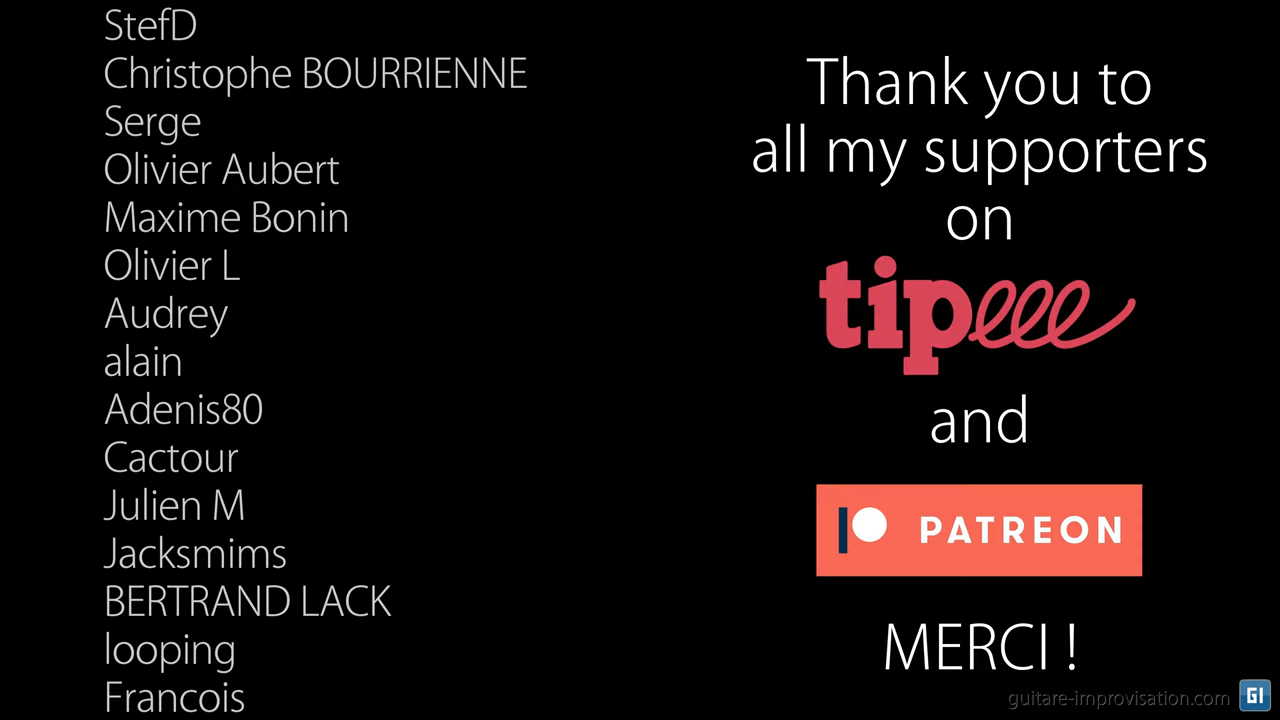 StefD
Christophe BOURRIENNE
Serge
Olivier Aubert
Maxime Bonin
Olivier L
Audrey
alain
Adenis80
Cactour
Julien M
Jacksmims
BERTRAND LACK
looping
Francois
Thank you to
all my supporters
on
tipeee
and
PATREON
MERCI !
guitare-improvisation.com GI